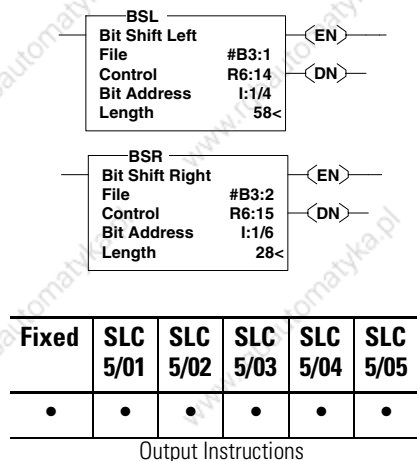 BSL
Bit Shift Left
File #B3:1
Control R6:14
Bit Address I:1/4
Length 58<
(EN)
(DN)
BSR
Bit Shift Right
File #B3:2
Control R6:15
Bit Address I:1/6
Length 28<
(EN)
(DN)
Fixed SLC 5/01 SLC 5/02 SLC 5/03 SLC 5/04 SLC 5/05
• • • • • •
Output Instructions